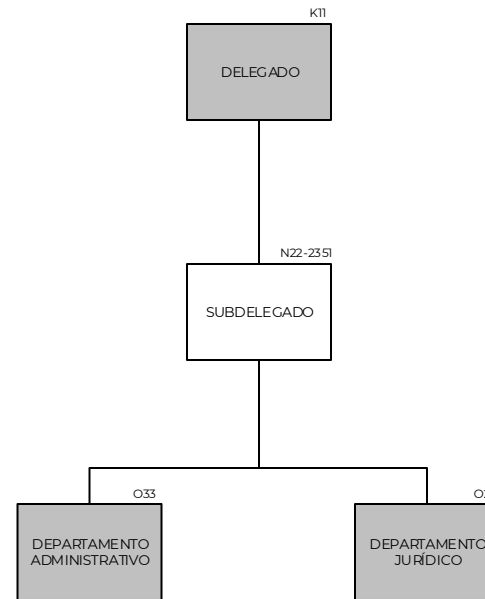 K11
DELEGADO
N22-2351
SUBDELEGADO
O33
DEPARTAMENTO
ADMINISTRATIVO
DEPARTAMENTO
JURÍDICO